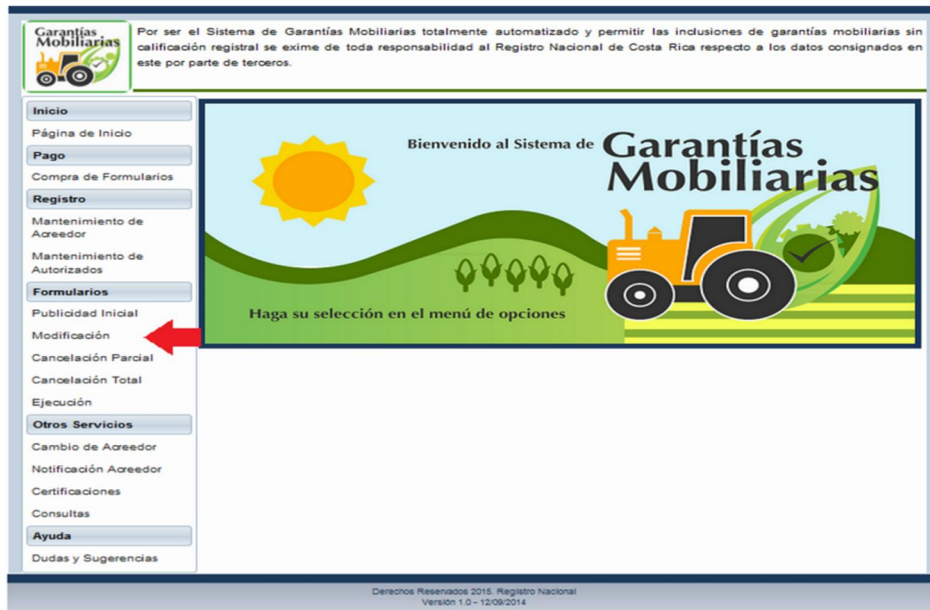 Garantías
Mobiliarias
Por ser el Sistema de Garantías Mobiliarias totalmente automatizado y permitir las inclusiones de garantías mobiliarias sin
calificación registral se exime de toda responsabilidad al Registro Nacional de Costa Rica respecto a los datos consignados en
este por parte de terceros.
Inicio
Página de Inicio
Pago
Compra de Formularios
Registro
Mantenimiento de
Acreedor
Mantenimiento de
Autorizados
Formularios
Publicidad Inicial
Modificación
Cancelación Parcial
Cancelación Total
Ejecución
Otros Servicios
Cambio de Acreedor
Notificación Acreedor
Certificaciones
Consultas
Ayuda
Dudas y Sugerencias
Bienvenido al Sistema de Garantías
Mobiliarias
Haga su selección en el menú de opciones
Derechos Reservados 2015. Registro Nacional
Versión 1.0 - 12/09/2014